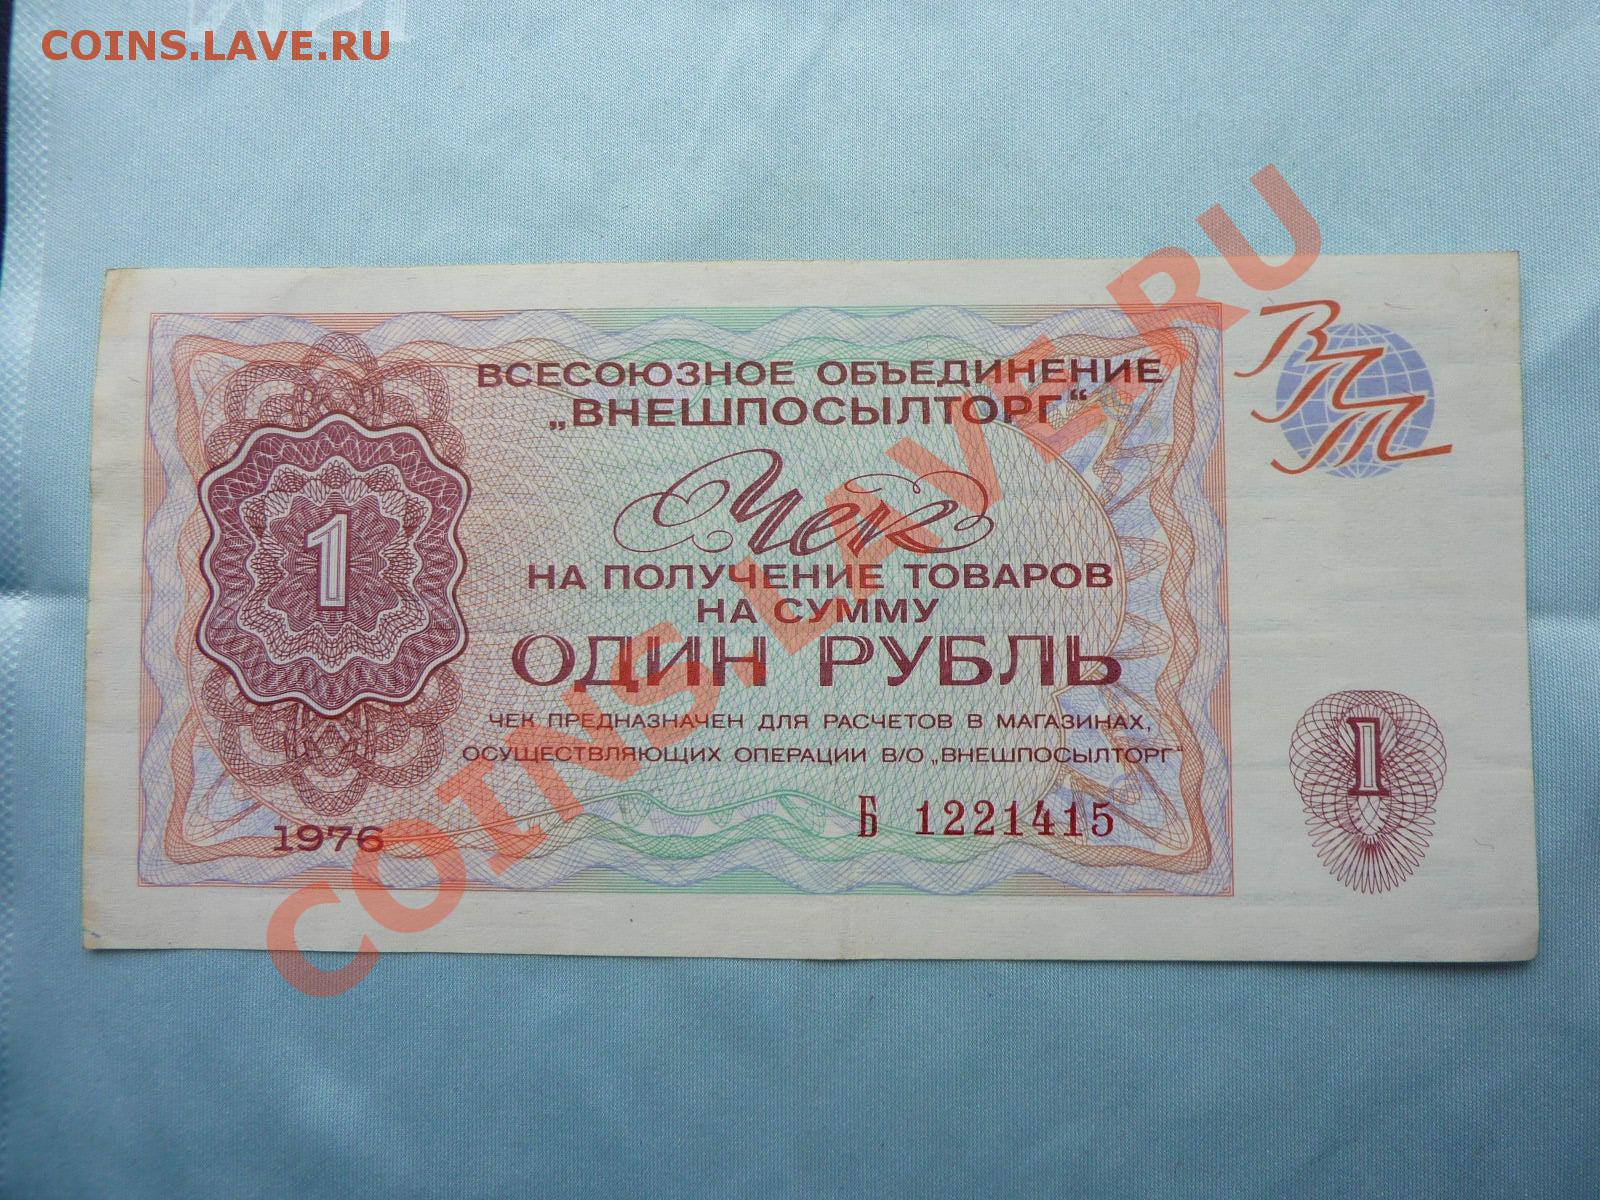 COINS.LAVE.RU
ВСЕСОЮЗНОЕ ОБЪЕДИНЕНИЕ
„ВНЕШПОСЫЛТОРГ“
ВПТ
Чек
1
НА ПОЛУЧЕНИЕ ТОВАРОВ
НА СУММУ
ОДИН РУБЛЬ
ЧЕК ПРЕДНАЗНАЧЕН ДЛЯ РАСЧЕТОВ В МАГАЗИНАХ,
ОСУЩЕСТВЛЯЮЩИХ ОПЕРАЦИИ В/О „ВНЕШПОСЫЛТОРГ“
1
1976
Б 1221415
COINS.LAVE.RU